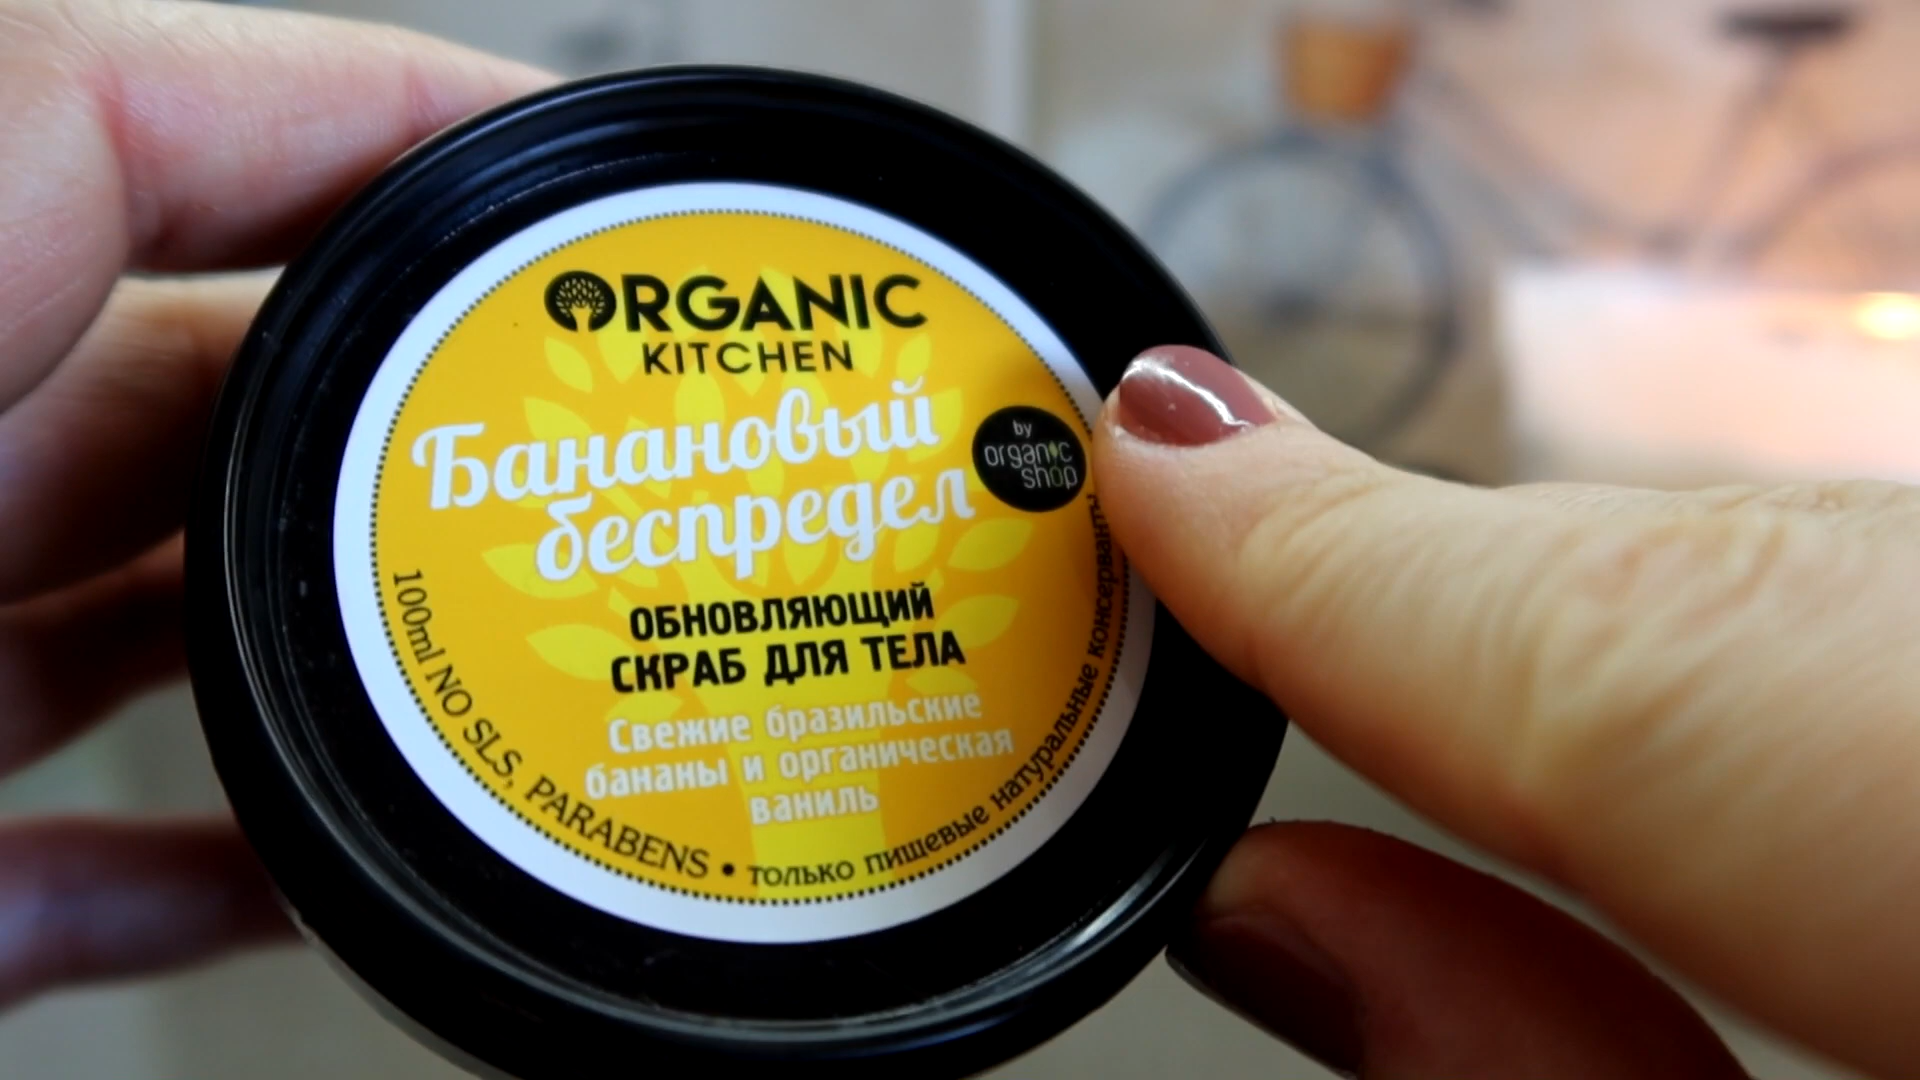 ORGANIC
KITCHEN
Банановый
беспредел
by
organic
shop
ОБНОВЛЯЮЩИЙ
СКРАБ ДЛЯ ТЕЛА
Свежие бразильские
бананы и органическая
ваниль
100ml NO SLS, PARABENS • только пищевые натуральные консерванты